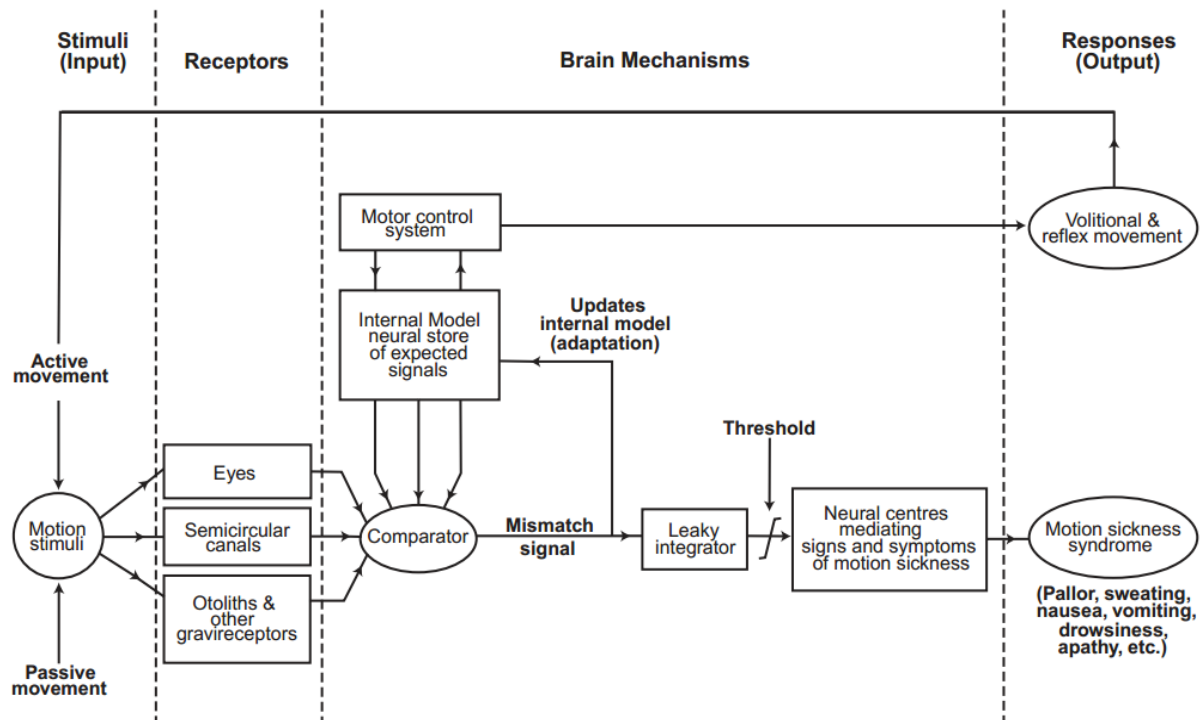 Stimuli
(Input)
Receptors
Brain Mechanisms
Responses
(Output)
Motor control
system
Volitional &
reflex movement
Internal Model
neural store
of expected
signals
Updates
internal model
(adaptation)
Active
movement
Threshold
Eyes
Motion
stimuli
Semicircular
canals
Comparator
Mismatch
signal
Leaky
integrator
Neural centres
mediating
signs and symptoms
of motion sickness
Motion sickness
syndrome
Otoliths &
other
gravireceptors
(Pallor, sweating,
nausea, vomiting,
drowsiness,
apathy, etc.)
Passive
movement